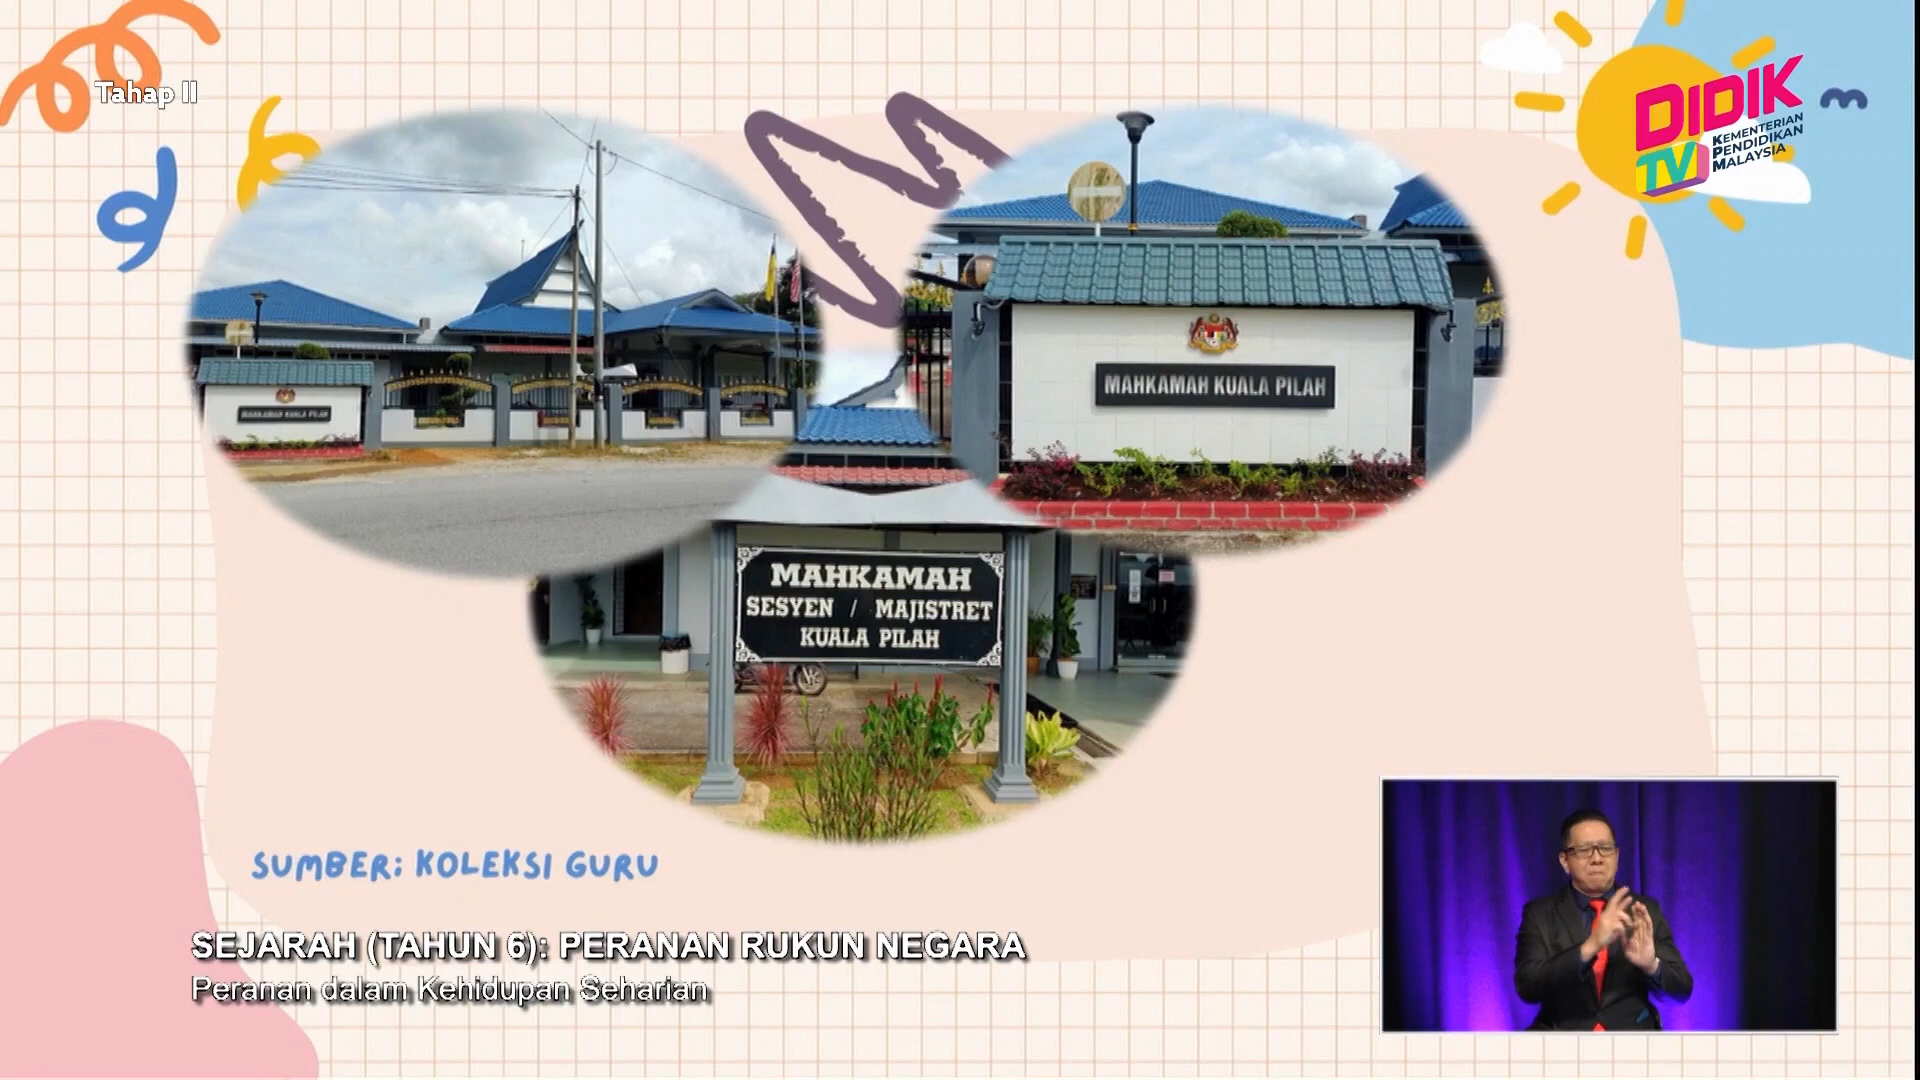 Tahap II
DIDIK
TV
KEMENTERIAN
PENDIDIKAN
MALAYSIA
MAHKAMAH KUALA PILAH
MAHKAMAH KUALA PILAH
MAHKAMAH
SESYEN / MAJISTRET
KUALA PILAH
SUMBER: KOLEKSI GURU
SEJARAH (TAHUN 6): PERANAN RUKUN NEGARA
Peranan dalam Kehidupan Seharian